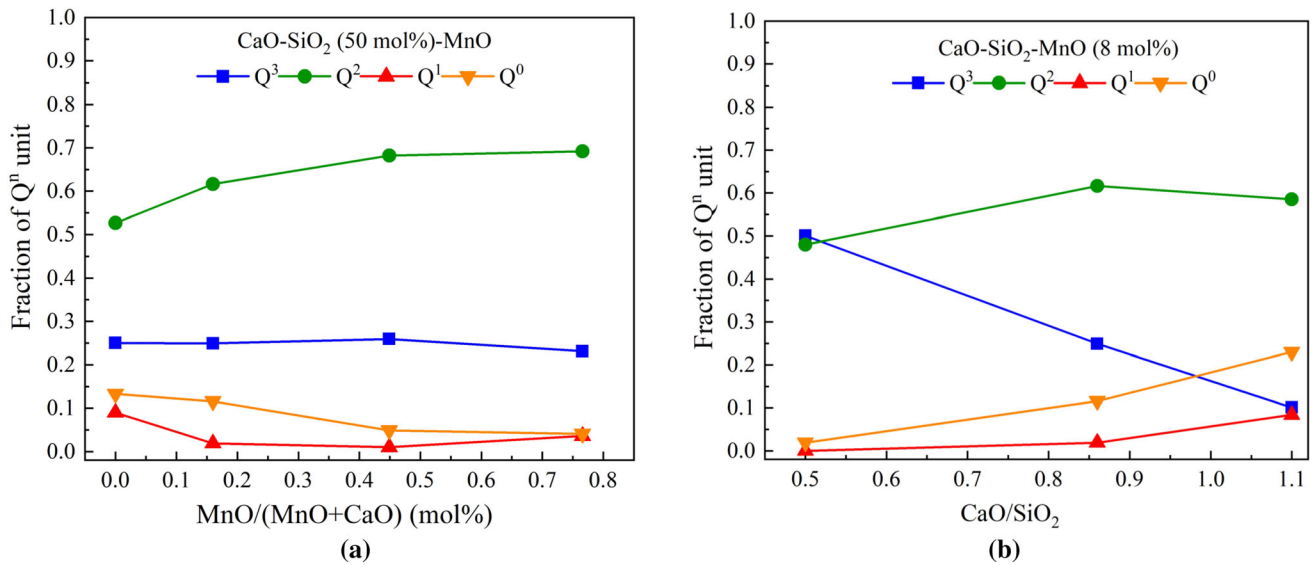 CaO-SiO₂ (50 mol%)-MnO
Q³ Q² Q¹ Q⁰
Fraction of Qⁿ unit
1.0
0.9
0.8
0.7
0.6
0.5
0.4
0.3
0.2
0.1
0.0
0.0 0.1 0.2 0.3 0.4 0.5 0.6 0.7 0.8
MnO/(MnO+CaO) (mol%)
(a)
CaO-SiO₂-MnO (8 mol%)
Q³ Q² Q¹ Q⁰
Fraction of Qⁿ unit
1.0
0.9
0.8
0.7
0.6
0.5
0.4
0.3
0.2
0.1
0.0
0.5 0.6 0.7 0.8 0.9 1.0 1.1
CaO/SiO₂
(b)